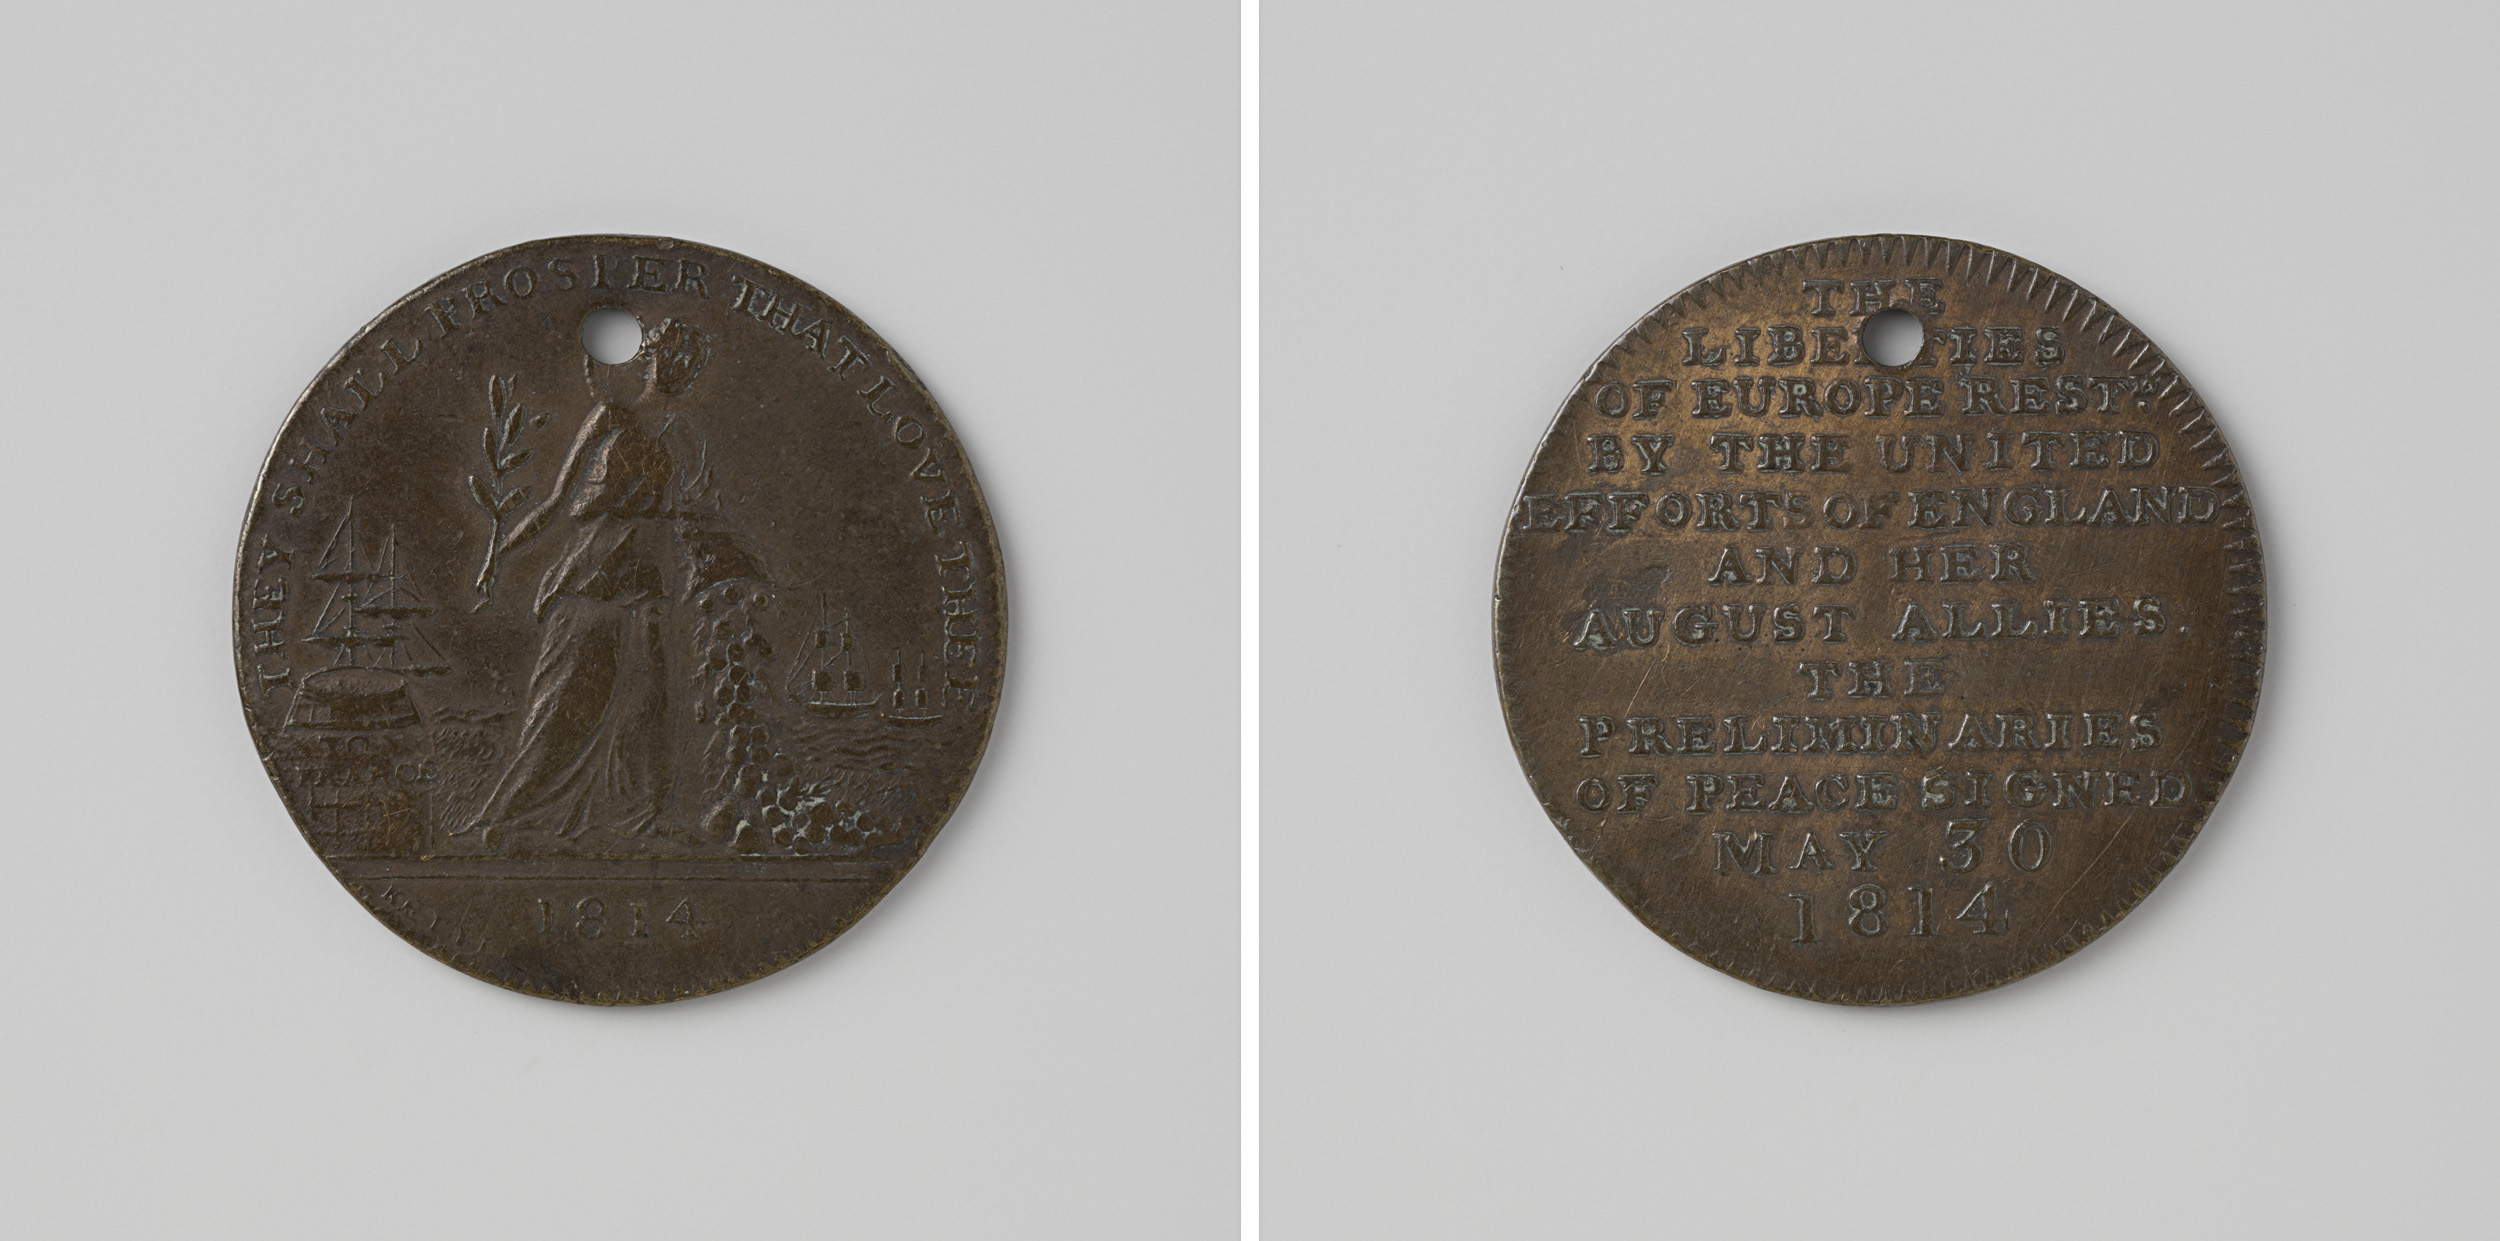 THEY SHALL PROSPER THAT LOVE THEE
FRANCE
1814
THE
LIBERTIES
OF EUROPE REST.D
BY THE UNITED
EFFORTS OF ENGLAND
AND HER
AUGUST ALLIES.
THE
PRELIMINARIES
OF PEACE SIGNED
MAY 30
1814